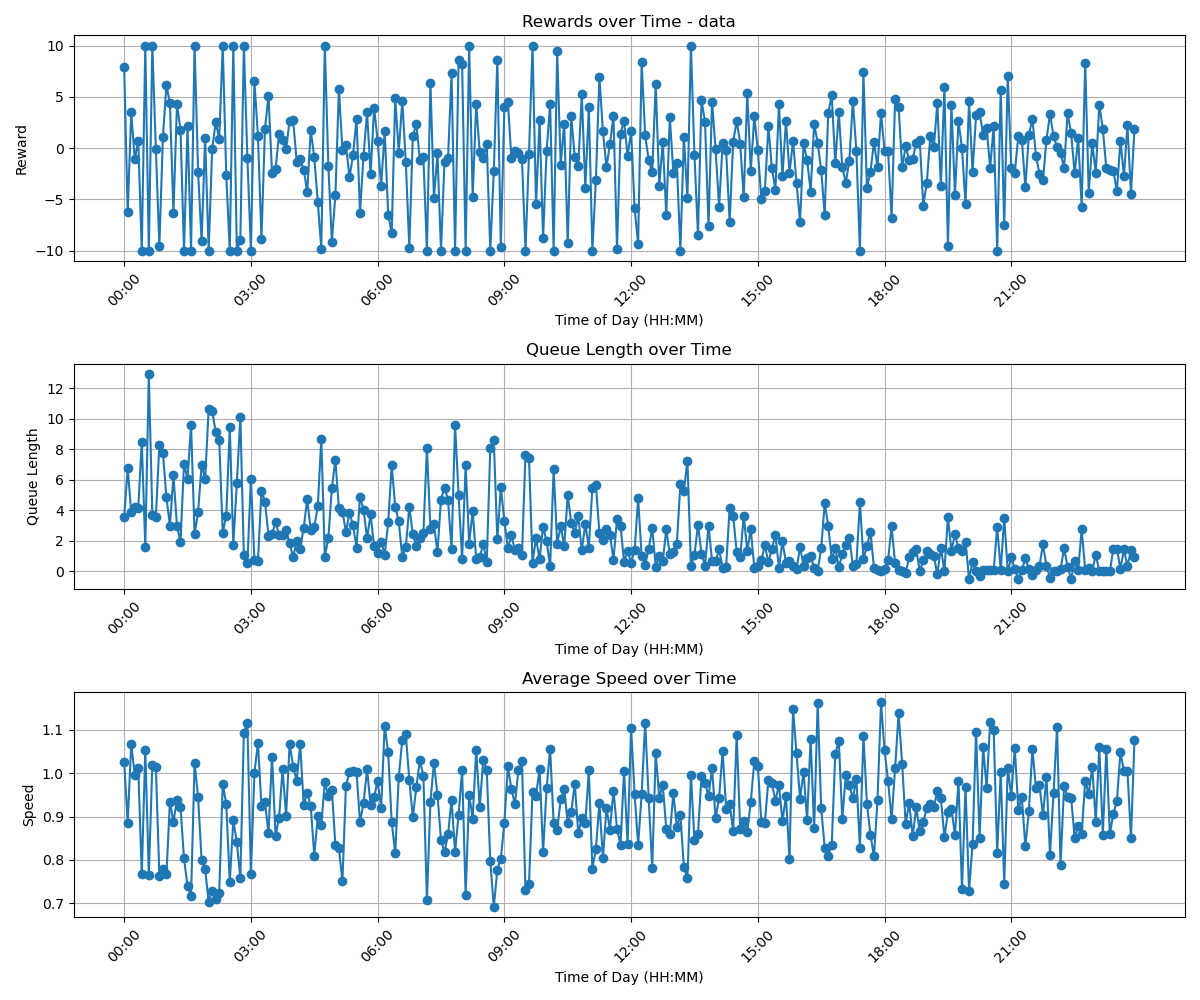 Rewards over Time - data
10
5
0
−5
−10
Reward
00:00 03:00 06:00 09:00 12:00 15:00 18:00 21:00
Time of Day (HH:MM)
Queue Length over Time
12
10
8
6
4
2
0
Queue Length
00:00 03:00 06:00 09:00 12:00 15:00 18:00 21:00
Time of Day (HH:MM)
Average Speed over Time
1.1
1.0
0.9
0.8
0.7
Speed
00:00 03:00 06:00 09:00 12:00 15:00 18:00 21:00
Time of Day (HH:MM)